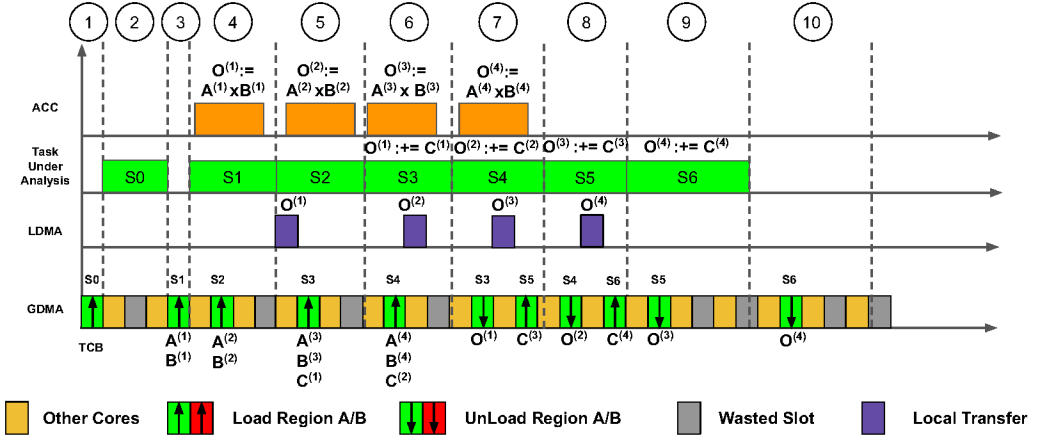 1 2 3 4 5 6 7 8 9 10
O(1):= O(2):= O(3):= O(4):=
A(1) xB(1) A(2) xB(2) A(3) x B(3) A(4) xB(4)
ACC
O(1) :+= C(1) O(2) :+= C(2) O(3) :+= C(3) O(4) :+= C(4)
Task
Under
Analysis
S0 S1 S2 S3 S4 S5 S6
O(1) O(2) O(3) O(4)
LDMA
S0 S1 S2 S3 S4 S3 S5 S4 S6 S5 S6
GDMA
TCB
A(1) A(2) A(3) A(4) O(1) C(3) O(2) C(4) O(3) O(4)
B(1) B(2) B(3) B(4)
C(1) C(2)
Other Cores Load Region A/B UnLoad Region A/B Wasted Slot Local Transfer